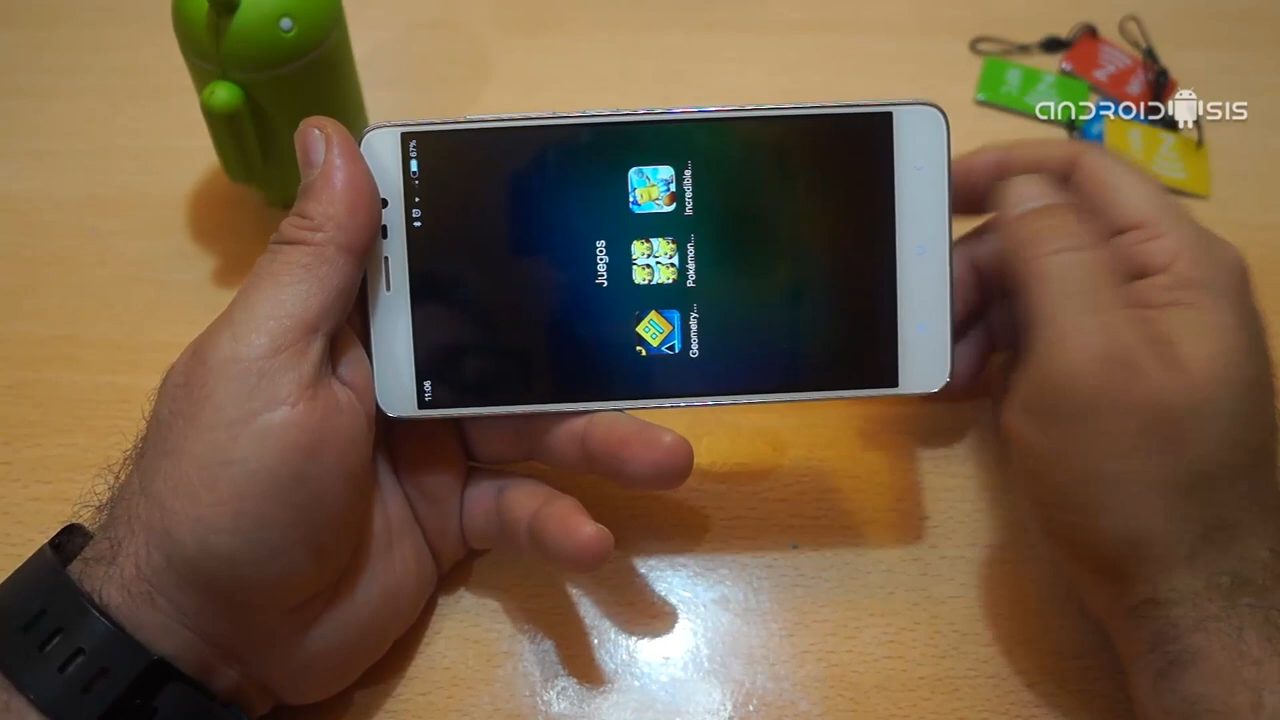 ANDROIDSIS
67%
11:06
Juegos
Geometry...
Pokémon...
Incredible...